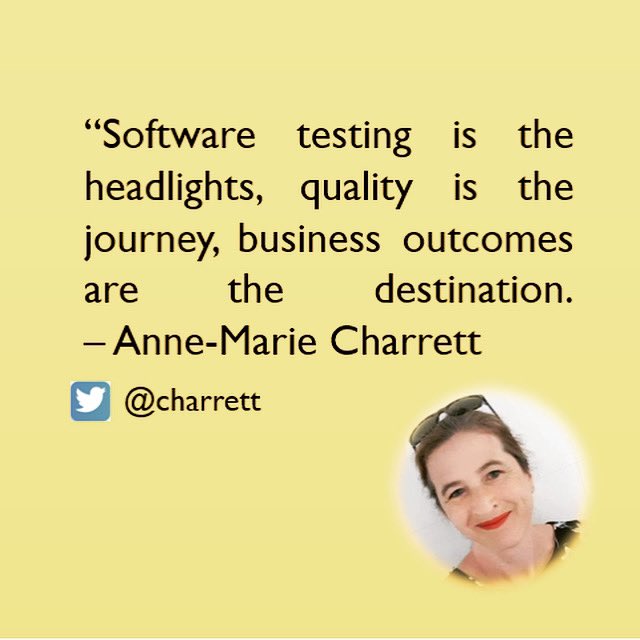 “Software testing is the
headlights, quality is the
journey, business outcomes
are the destination.
– Anne-Marie Charrett
@charrett